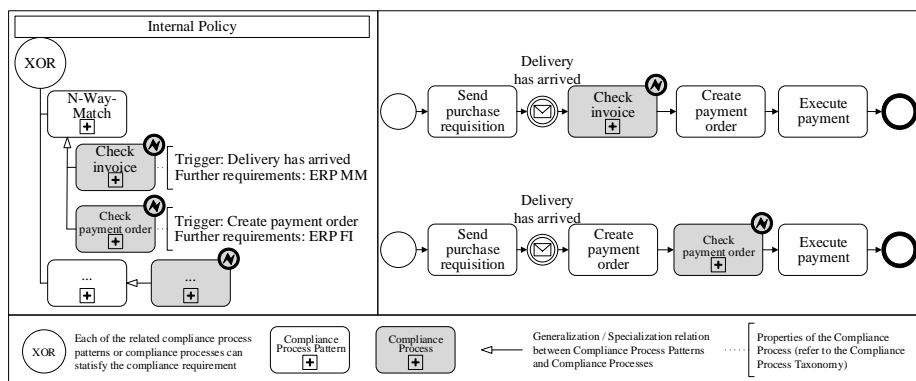 Internal Policy
XOR
N-Way-
Match
Check
invoice
Trigger: Delivery has arrived
Further requirements: ERP MM
Check
payment order
Trigger: Create payment order
Further requirements: ERP FI
...
...
Delivery
has arrived
Send
purchase
requisition
Check
invoice
Create
payment
order
Execute
payment
Delivery
has arrived
Send
purchase
requisition
Create
payment
order
Check
payment order
Execute
payment
XOR
Each of the related compliance process
patterns or compliance processes can
statisfy the compliance requirement
Compliance
Process Pattern
Compliance
Process
Generalization / Specialization relation
between Compliance Process Patterns
and Compliance Processes
Properties of the Compliance
Process (refer to the Compliance
Process Taxonomy)